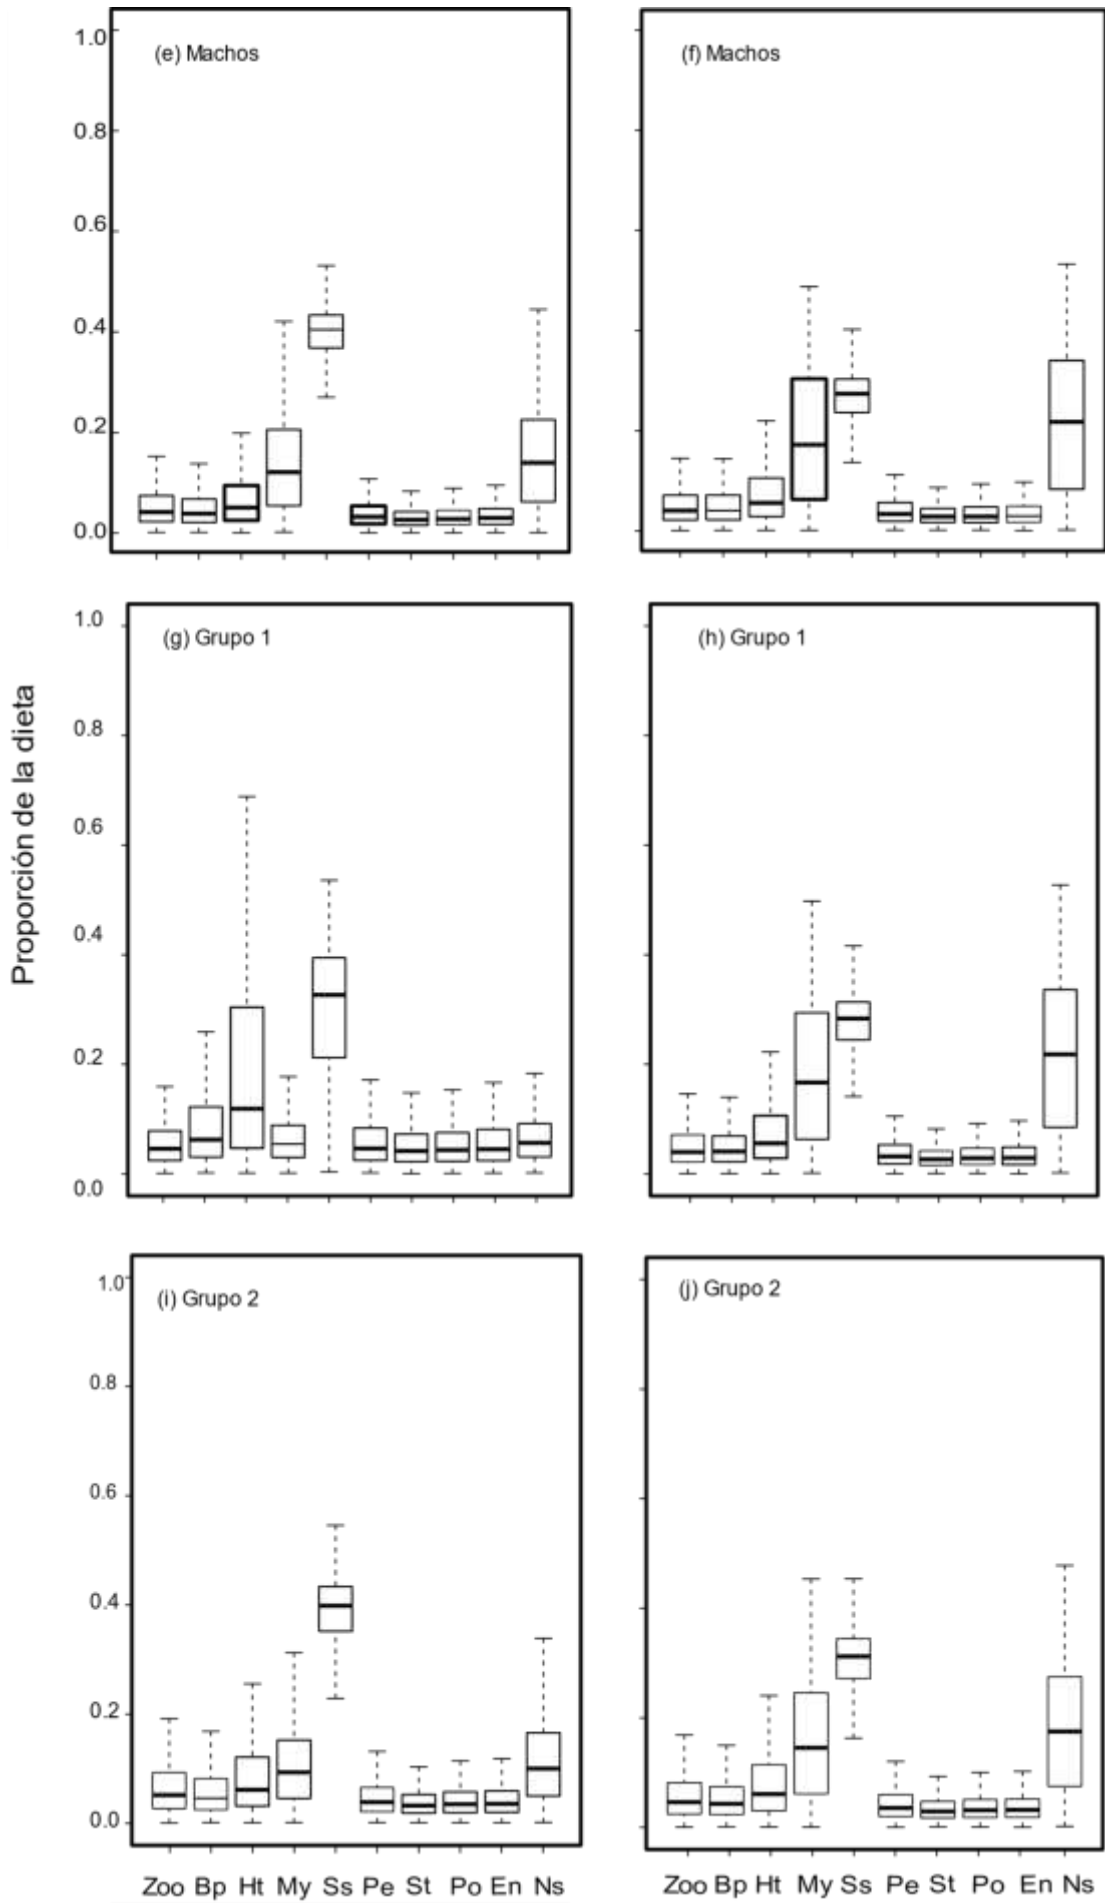 (e) Machos
1.0
0.8
0.6
0.4
0.2
0.0
(f) Machos
Proporción de la dieta
(g) Grupo 1
1.0
0.8
0.6
0.4
0.2
0.0
(h) Grupo 1
(i) Grupo 2
1.0
0.8
0.6
0.4
0.2
0.0
Zoo Bp Ht My Ss Pe St Po En Ns
(j) Grupo 2
Zoo Bp Ht My Ss Pe St Po En Ns